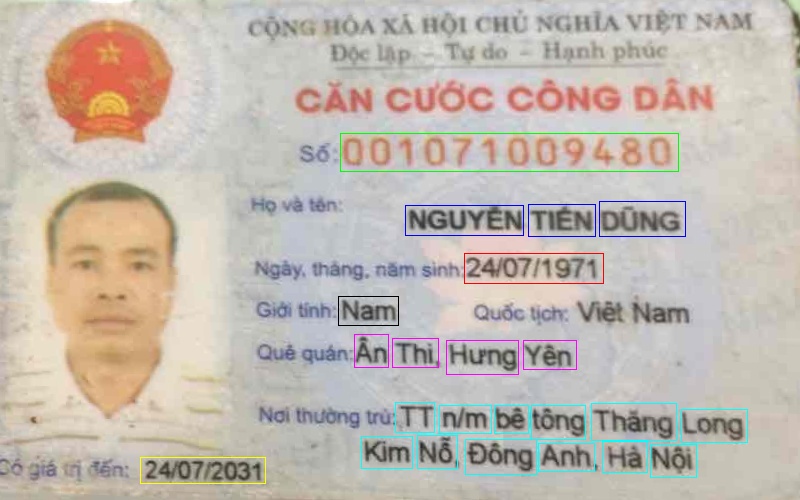 CỘNG HÒA XÃ HỘI CHỦ NGHĨA VIỆT NAM
Độc lập - Tự do - Hạnh phúc
CĂN CƯỚC CÔNG DÂN
Số: 001071009480
Họ và tên:
NGUYỄN TIẾN DŨNG
Ngày, tháng, năm sinh: 24/07/1971
Giới tính: Nam Quốc tịch: Việt Nam
Quê quán: Ân Thi, Hưng Yên
Nơi thường trú: TT n/m bê tông Thăng Long
Kim Nỗ, Đông Anh, Hà Nội
Có giá trị đến: 24/07/2031